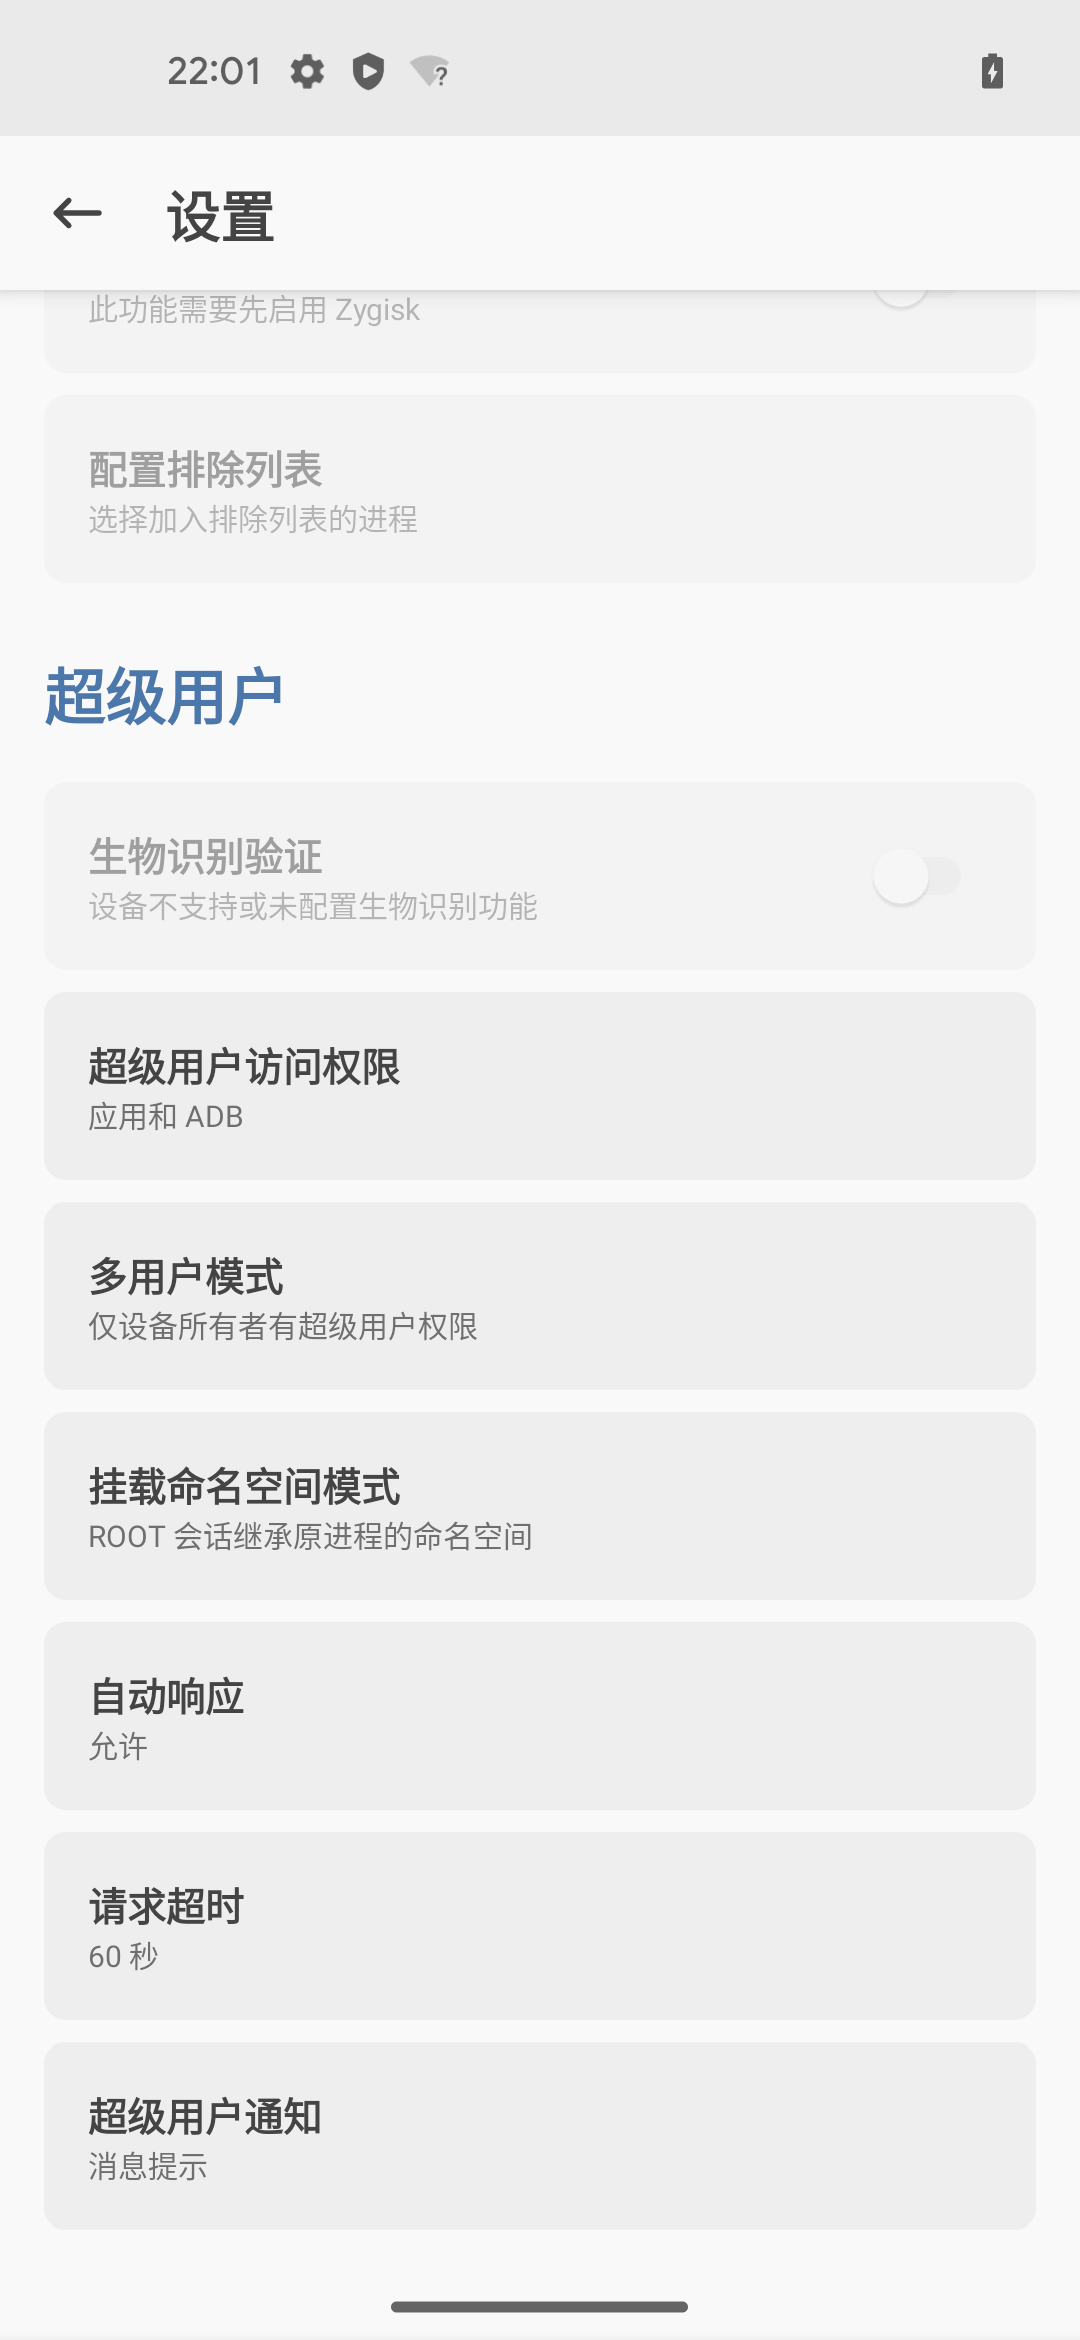 22:01
设置
此功能需要先启用 Zygisk
配置排除列表
选择加入排除列表的进程
超级用户
生物识别验证
设备不支持或未配置生物识别功能
超级用户访问权限
应用和 ADB
多用户模式
仅设备所有者有超级用户权限
挂载命名空间模式
ROOT 会话继承原进程的命名空间
自动响应
允许
请求超时
60 秒
超级用户通知
消息提示